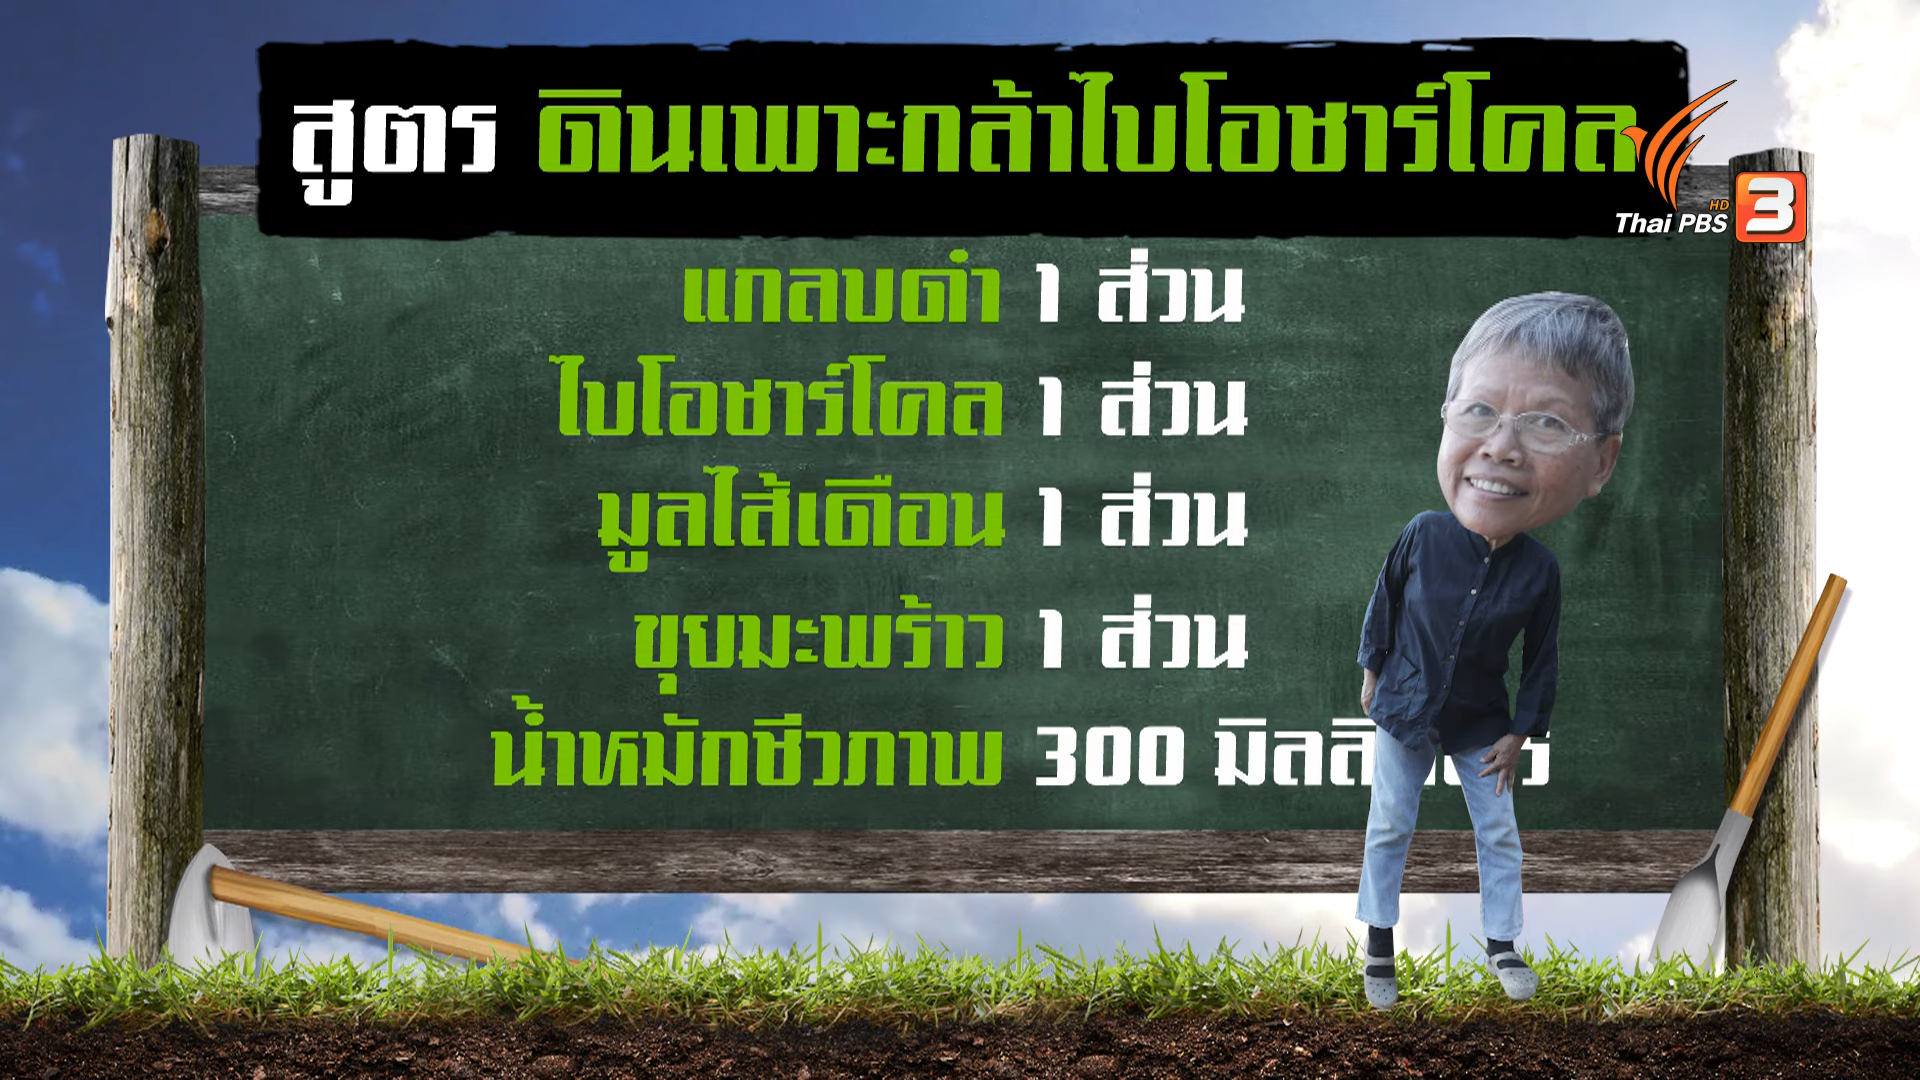 สูตร ดินเพาะกล้าไบโอชาร์โคล
HD
Thai PBS 3
แกลบดำ 1 ส่วน
ไบโอชาร์โคล 1 ส่วน
มูลไส้เดือน 1 ส่วน
ขุยมะพร้าว 1 ส่วน
น้ำหมักชีวภาพ 300